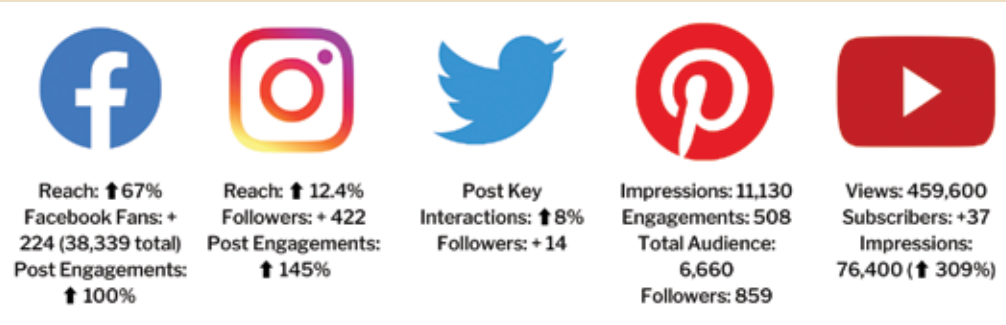 Reach: ⬆67%
Facebook Fans: +
224 (38,339 total)
Post Engagements:
⬆ 100%
Reach: ⬆ 12.4%
Followers: + 422
Post Engagements:
⬆ 145%
Post Key
Interactions: ⬆8%
Followers: + 14
Impressions: 11,130
Engagements: 508
Total Audience:
6,660
Followers: 859
Views: 459,600
Subscribers: +37
Impressions:
76,400 (⬆ 309%)